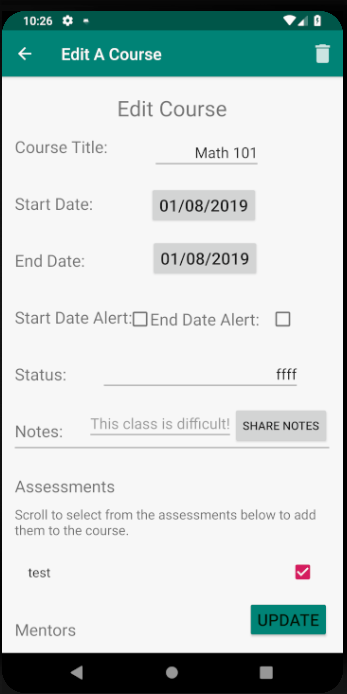 10:26
Edit A Course
Edit Course
Course Title: Math 101
Start Date: 01/08/2019
End Date: 01/08/2019
Start Date Alert: End Date Alert:
Status: ffff
Notes: This class is difficult! SHARE NOTES
Assessments
Scroll to select from the assessments below to add
them to the course.
test
UPDATE
Mentors